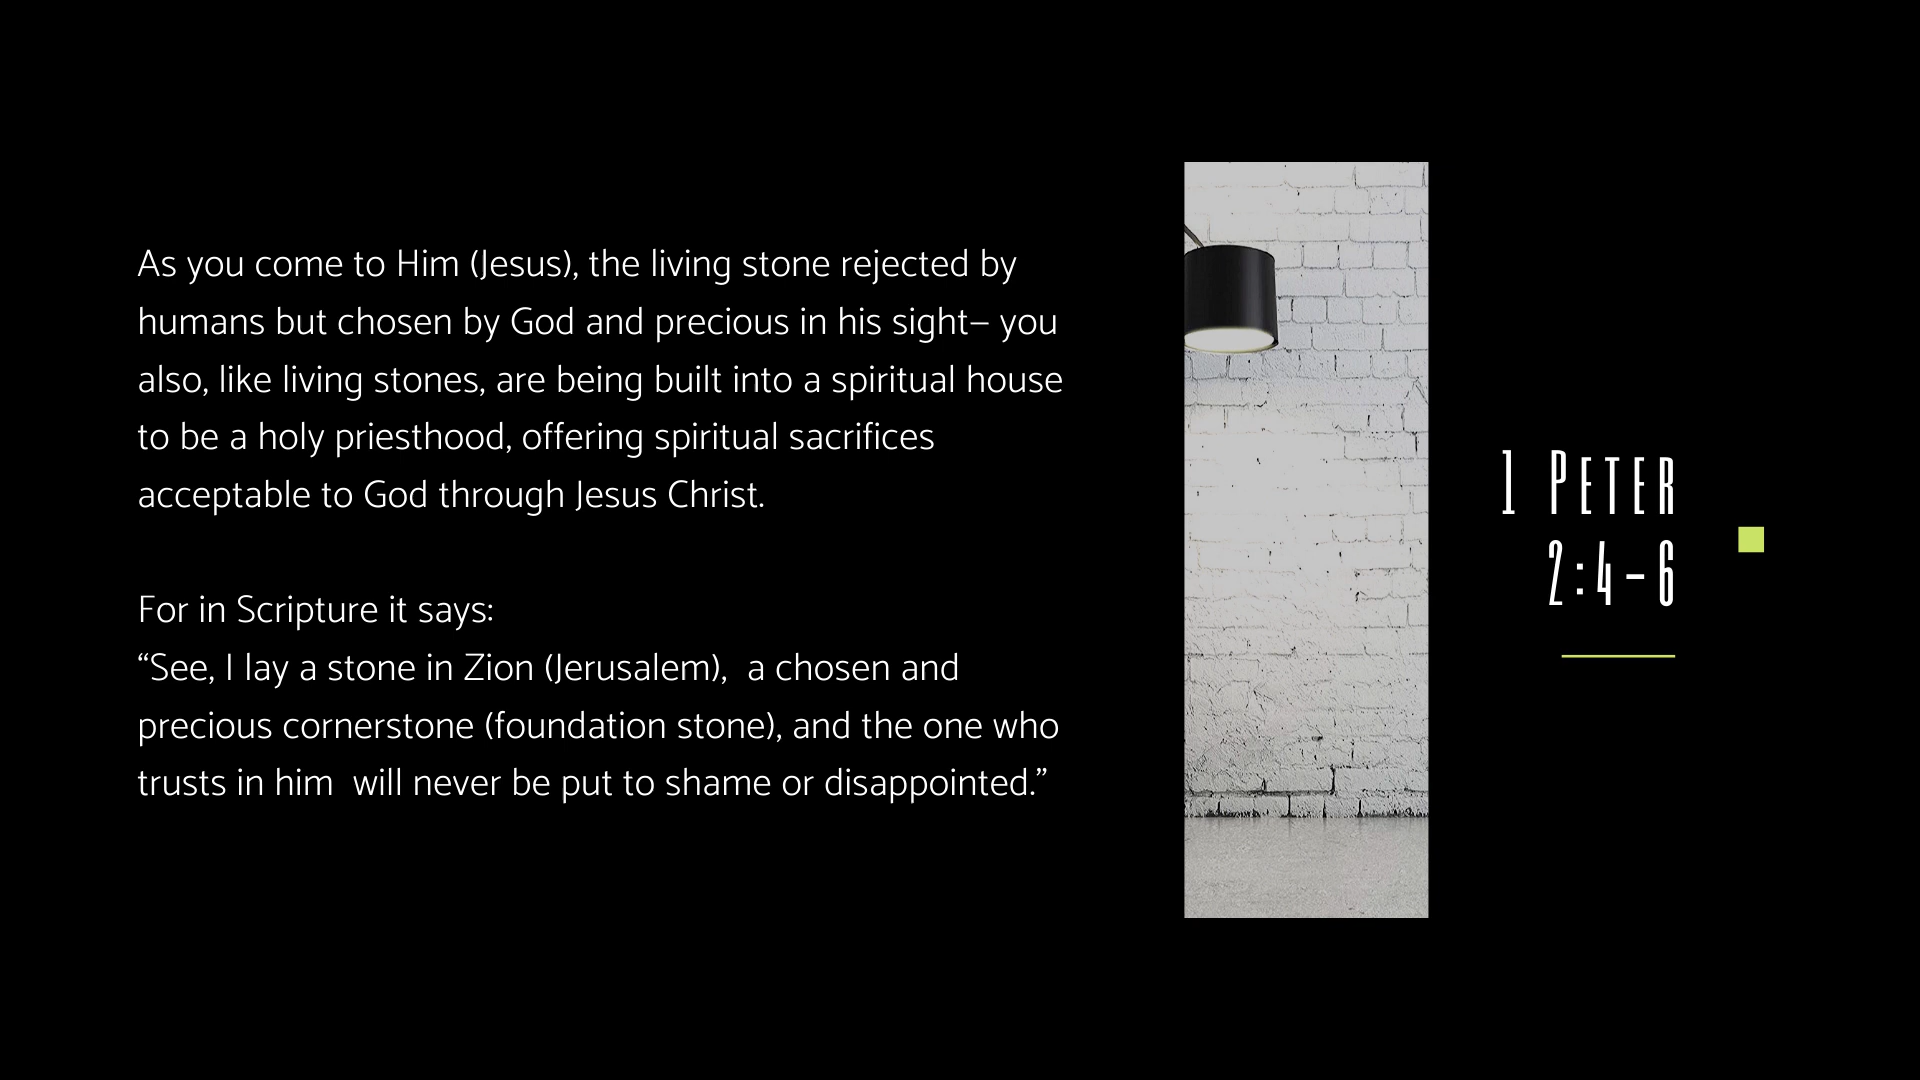 As you come to Him (Jesus), the living stone rejected by
humans but chosen by God and precious in his sight– you
also, like living stones, are being built into a spiritual house
to be a holy priesthood, offering spiritual sacrifices
acceptable to God through Jesus Christ.
For in Scripture it says:
“See, I lay a stone in Zion (Jerusalem),  a chosen and
precious cornerstone (foundation stone), and the one who
trusts in him  will never be put to shame or disappointed.”
1 Peter
2:4–6